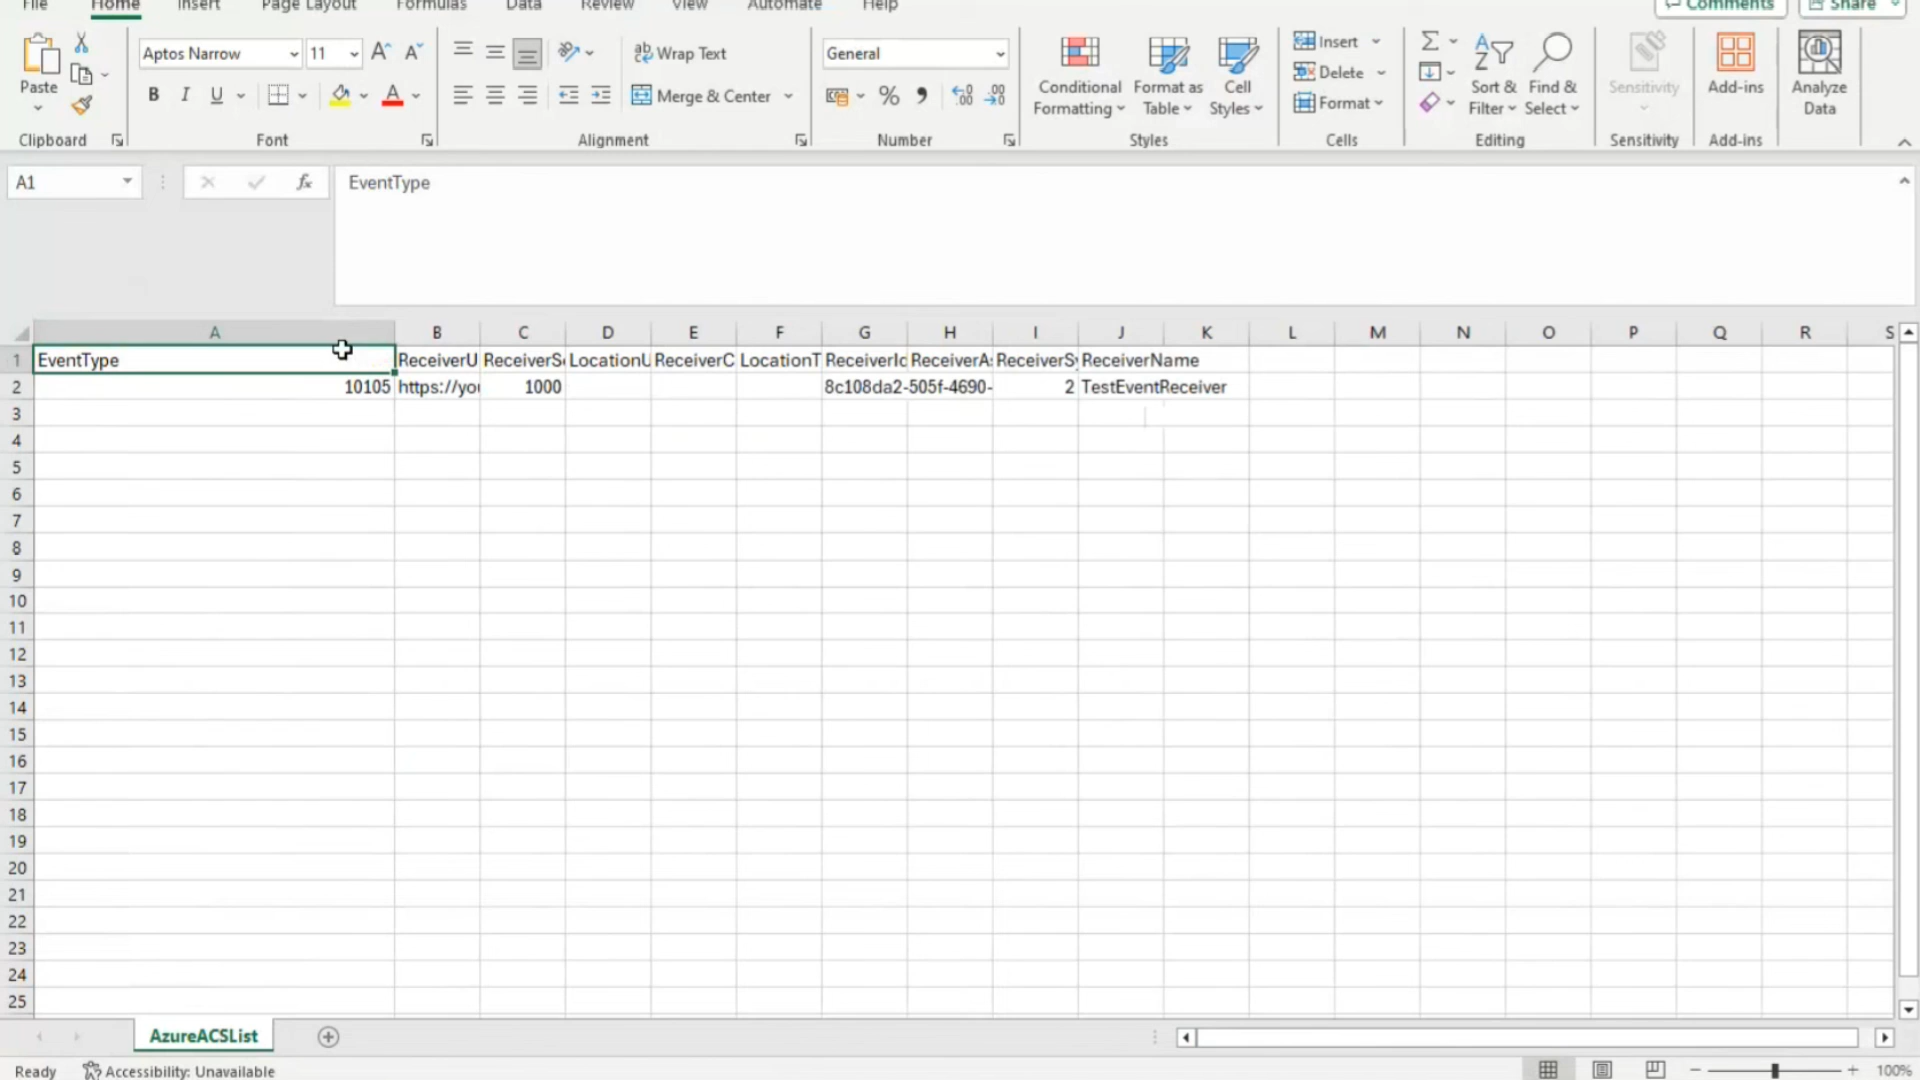 File Home Insert Page Layout Formulas Data Review View Automate Help Comments Share
Aptos Narrow 11 A A Wrap Text General Insert
Paste Conditional Format as Cell Delete Sort & Find & Sensitivity Add-ins Analyze
B I U A Merge & Center % Formatting Table Styles Format Filter Select Data
Clipboard Font Alignment Number Styles Cells Editing Sensitivity Add-ins
A1 fx EventType
A B C D E F G H I J K L M N O P Q R S
1 EventType ReceiverU ReceiverS LocationU ReceiverC LocationT ReceiverId ReceiverA ReceiverSy ReceiverName
2 10105 https://you 1000 8c108da2-505f-4690- 2 TestEventReceiver
3
4
5
6
7
8
9
10
11
12
13
14
15
16
17
18
19
20
21
22
23
24
25
AzureACSList
Ready Accessibility: Unavailable 100%